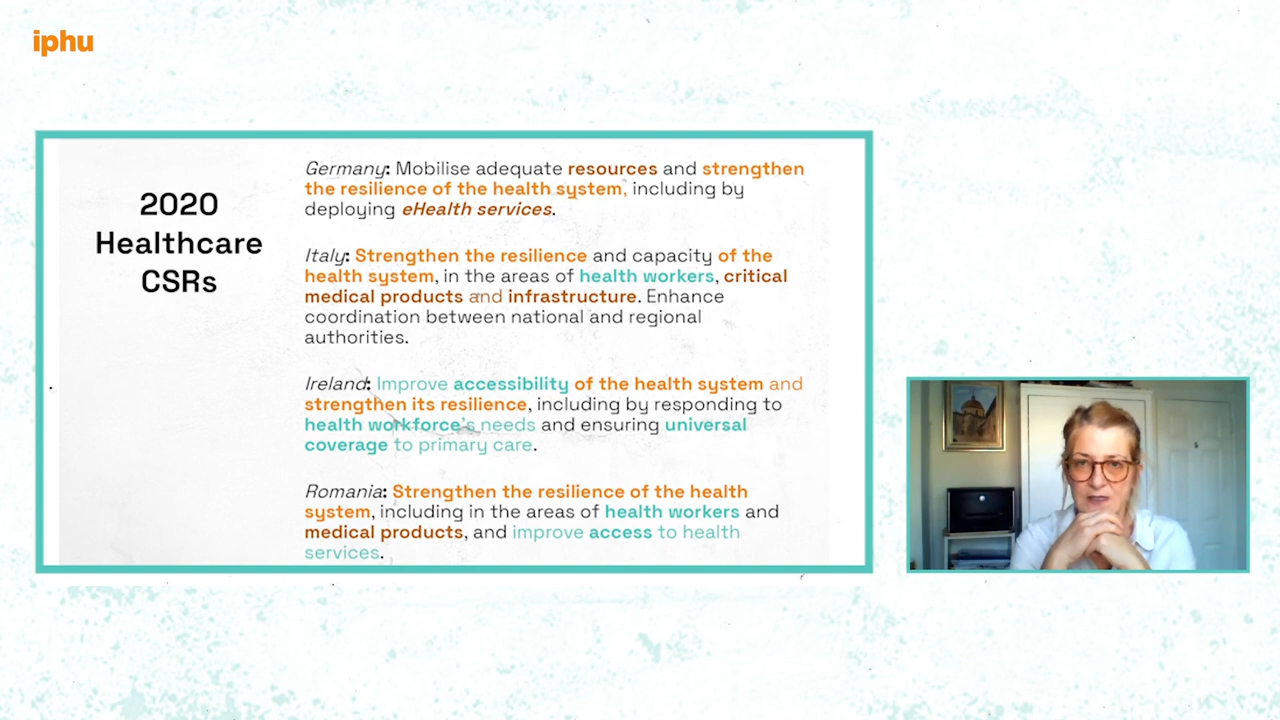 iphu
2020
Healthcare
CSRs
Germany: Mobilise adequate resources and strengthen
the resilience of the health system, including by
deploying eHealth services.
Italy: Strengthen the resilience and capacity of the
health system, in the areas of health workers, critical
medical products and infrastructure. Enhance
coordination between national and regional
authorities.
Ireland: Improve accessibility of the health system and
strengthen its resilience, including by responding to
health workforce's needs and ensuring universal
coverage to primary care.
Romania: Strengthen the resilience of the health
system, including in the areas of health workers and
medical products, and improve access to health
services.